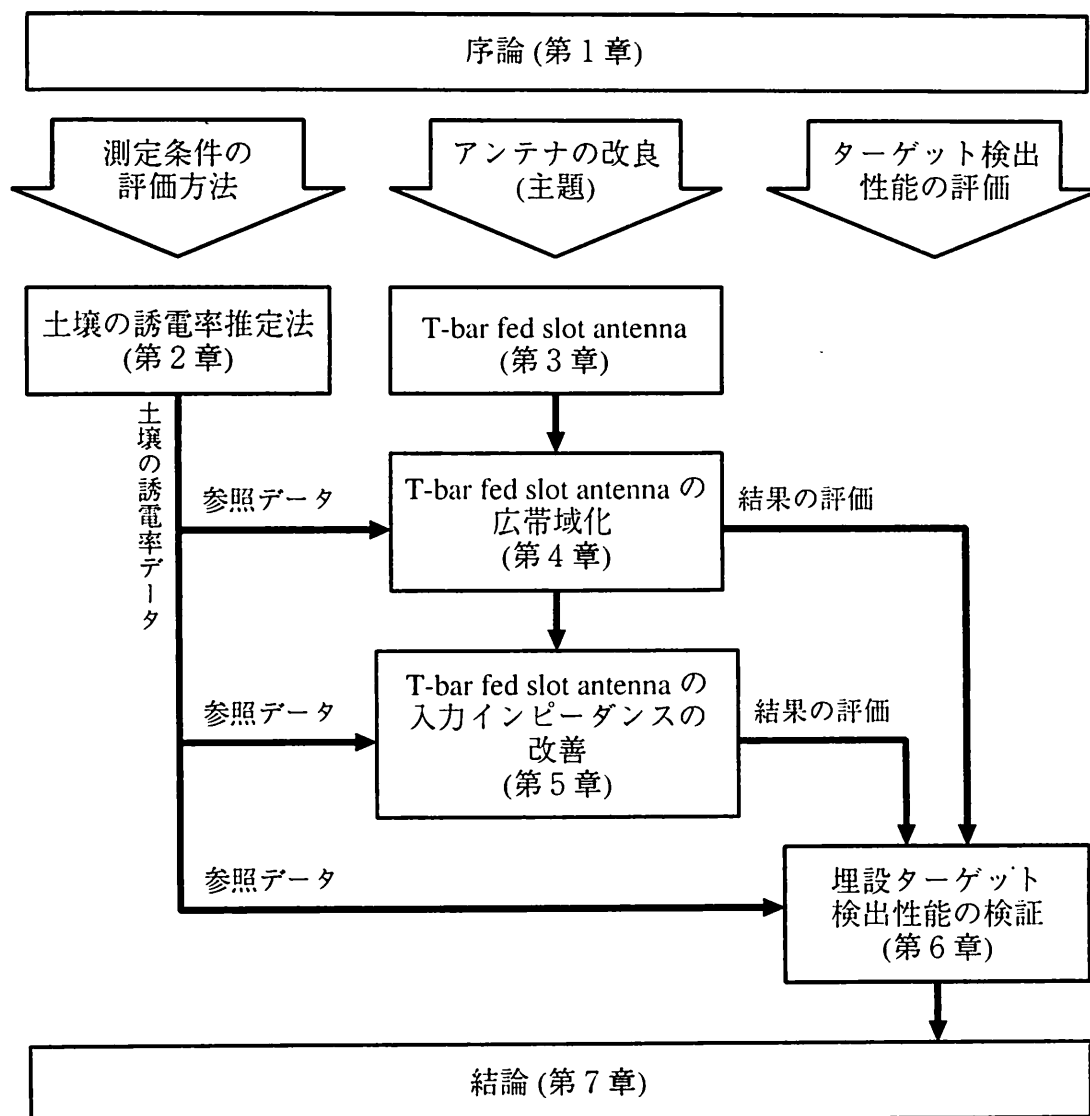 序論 (第 1 章)
測定条件の
評価方法
アンテナの改良
(主題)
ターゲット検出
性能の評価
土壌の誘電率推定法
(第 2 章)
T-bar fed slot antenna
(第 3 章)
土壌の誘電率データ
参照データ
T-bar fed slot antenna の
広帯域化
(第 4 章)
結果の評価
参照データ
T-bar fed slot antenna の
入力インピーダンスの
改善
(第 5 章)
結果の評価
参照データ
埋設ターゲット
検出性能の検証
(第 6 章)
結論 (第 7 章)